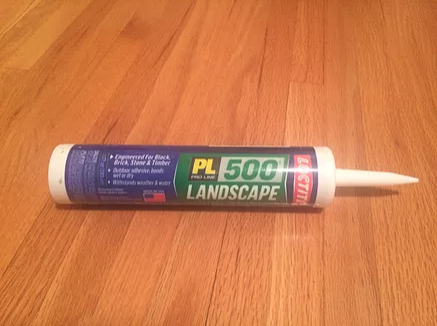 Engineered For Block,
Brick, Stone & Timber
Outdoor adhesive, bonds
wet or dry
Withstands weather & water
PL
PRO-LINE
500
LANDSCAPE
LOCTITE